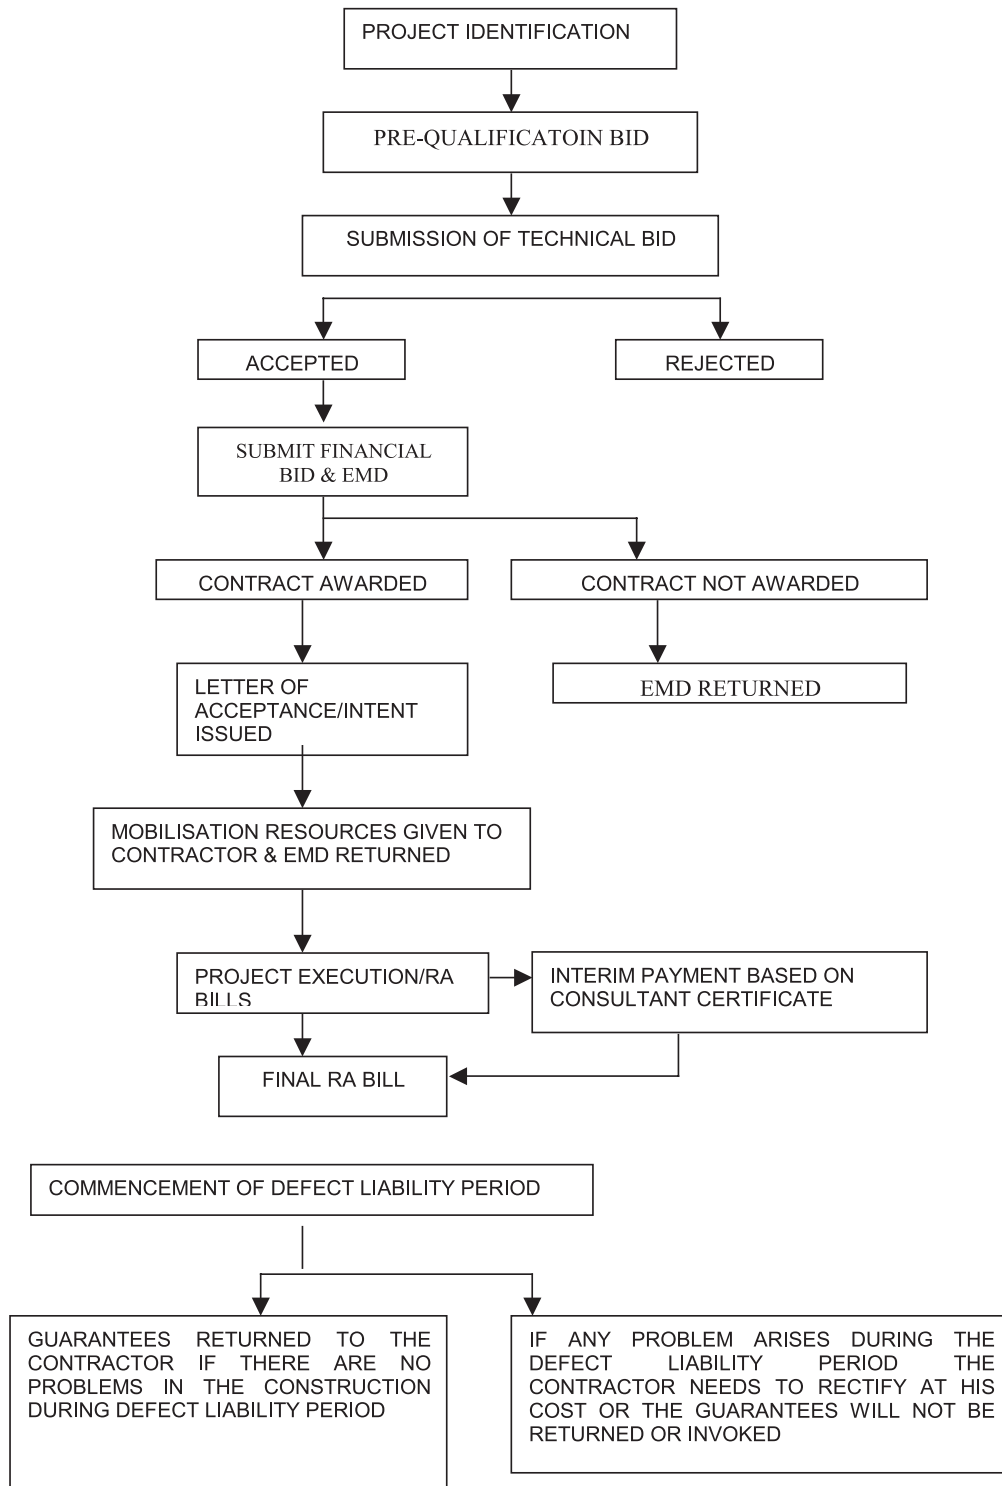 PROJECT IDENTIFICATION
PRE-QUALIFICATOIN BID
SUBMISSION OF TECHNICAL BID
ACCEPTED
REJECTED
SUBMIT FINANCIAL
BID & EMD
CONTRACT AWARDED
CONTRACT NOT AWARDED
LETTER OF
ACCEPTANCE/INTENT
ISSUED
EMD RETURNED
MOBILISATION RESOURCES GIVEN TO
CONTRACTOR & EMD RETURNED
PROJECT EXECUTION/RA
BILLS
INTERIM PAYMENT BASED ON
CONSULTANT CERTIFICATE
FINAL RA BILL
COMMENCEMENT OF DEFECT LIABILITY PERIOD
GUARANTEES RETURNED TO THE
CONTRACTOR IF THERE ARE NO
PROBLEMS IN THE CONSTRUCTION
DURING DEFECT LIABILITY PERIOD
IF ANY PROBLEM ARISES DURING THE
DEFECT LIABILITY PERIOD THE
CONTRACTOR NEEDS TO RECTIFY AT HIS
COST OR THE GUARANTEES WILL NOT BE
RETURNED OR INVOKED